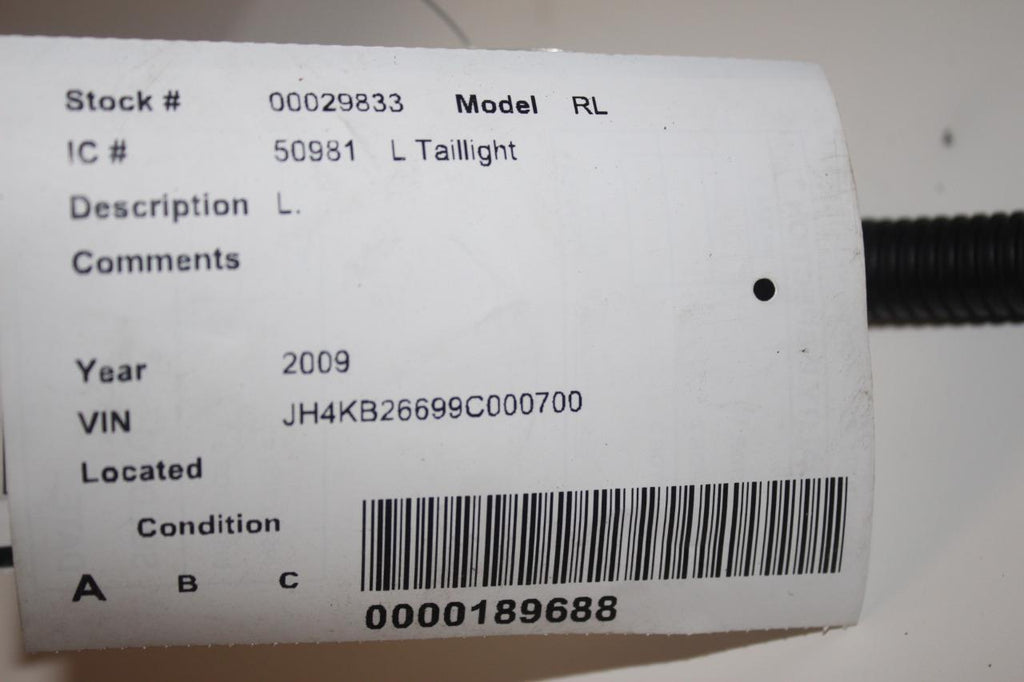 Stock # 00029833 Model RL
IC # 50981 L Taillight
Description L.
Comments
Year 2009
VIN JH4KB26699C000700
Located
Condition
A B C
0000189688